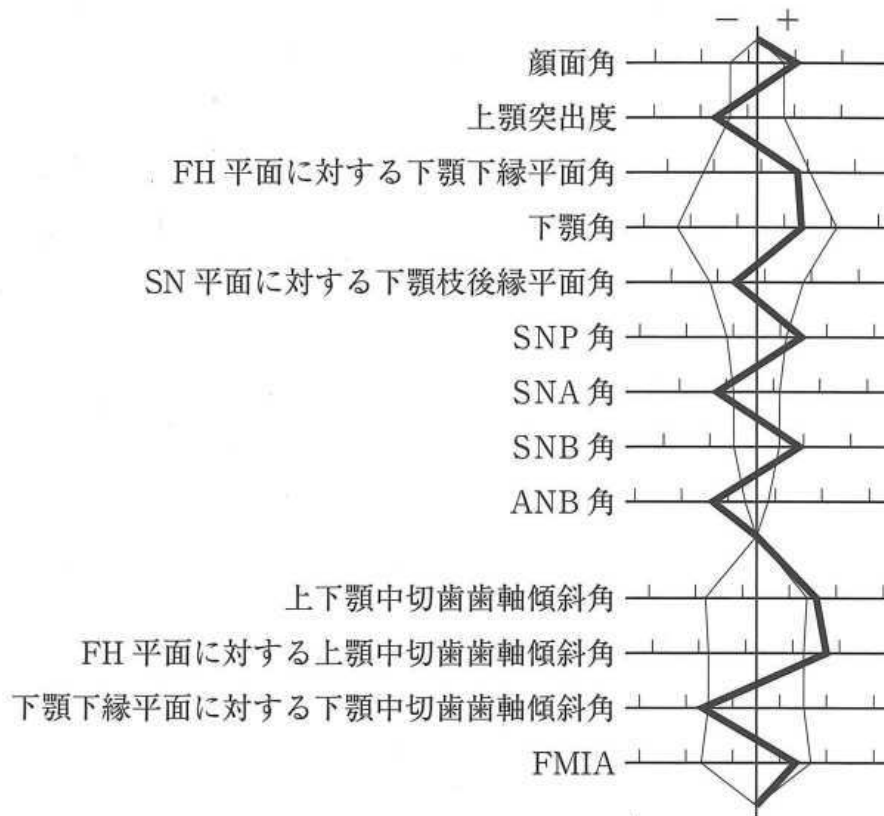 − +
顔面角
上顎突出度
FH 平面に対する下顎下縁平面角
下顎角
SN 平面に対する下顎枝後縁平面角
SNP 角
SNA 角
SNB 角
ANB 角
上下顎中切歯歯軸傾斜角
FH 平面に対する上顎中切歯歯軸傾斜角
下顎下縁平面に対する下顎中切歯歯軸傾斜角
FMIA